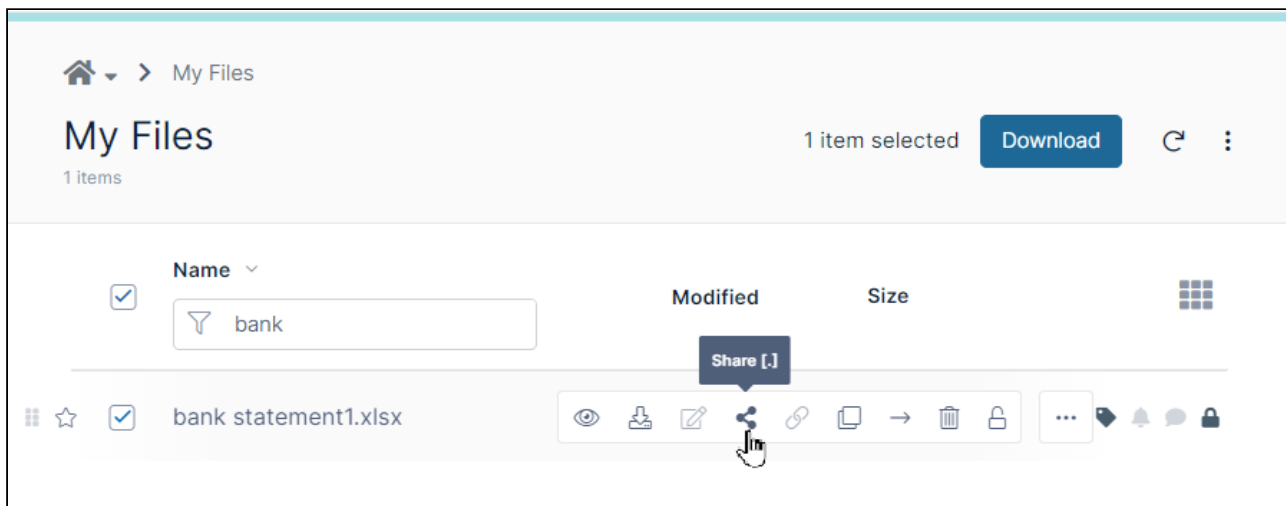 My Files
My Files
1 item selected
Download
1 items
Name
bank
Modified
Size
Share [.]
bank statement1.xlsx